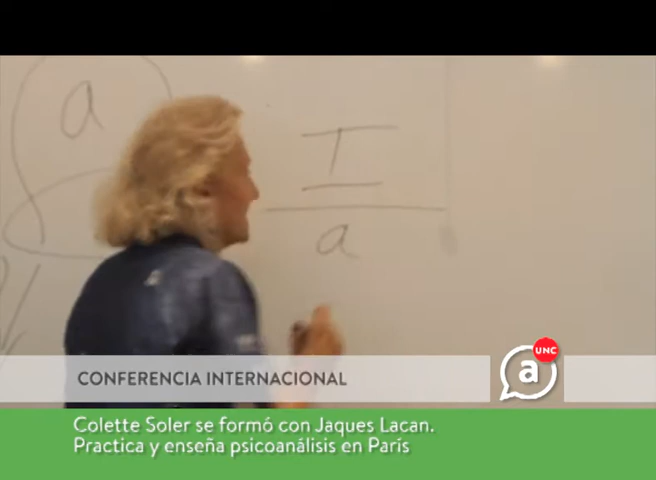 a
I
a
UNC
a
CONFERENCIA INTERNACIONAL
Colette Soler se formó con Jaques Lacan.
Practica y enseña psicoanálisis en París